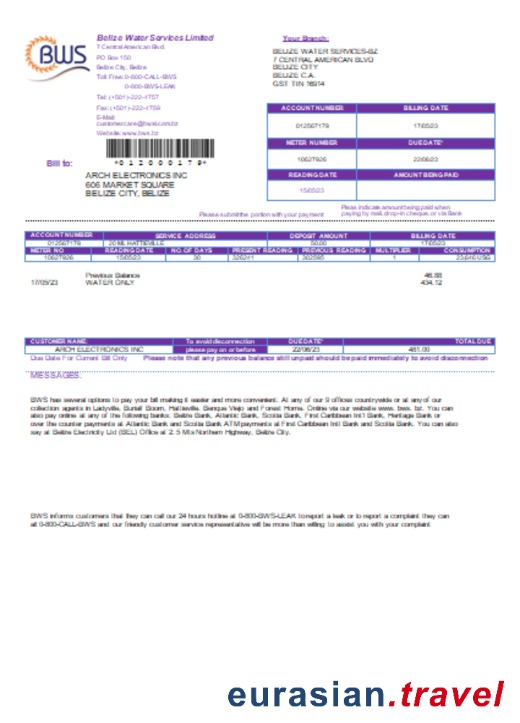 BWS
Belize Water Services Limited
7 Central American Blvd.
PO Box 150
Belize City, Belize
Toll Free: 0-800-CALL-BWS
0-800-BWS-LEAK
Tel: (+501)-222-4757
Fax: (+501)-222-4759
E-Mail:
customercare@bwsl.com.bz
Website: www.bws.bz
Your Branch:
BELIZE WATER SERVICES-BZ
7 CENTRAL AMERICAN BLVD
BELIZE CITY
BELIZE C.A.
GST TIN
ACCOUNT NUMBER BILLING DATE
012567179 17/05/23
METER NUMBER DUE DATE*
10627926 22/06/23
READING DATE AMOUNT BEING PAID
15/05/23
Bill to:
ARCH ELECTRONICS INC
606 MARKET SQUARE
BELIZE CITY, BELIZE
Please submit the portion with your payment
Pleas indicate amount being paid when
paying by mail, drop-in cheque, or via Bank
ACCOUNT NUMBER SERVICE ADDRESS DEPOSIT AMOUNT BILLING DATE
012567179 20 ML HATTIEVILLE 50.00 17/05/23
METER NO READING DATE NO. OF DAYS PRESENT READING PREVIOUS READING MULTIPLIER CONSUMPTION
10627926 15/05/23 30 1
Previous Balance 46.88
17/05/23 WATER ONLY 434.12
CUSTOMER NAME: To avoid disconnection DUE DATE* TOTAL DUE
ARCH ELECTRONICS INC please pay on or before 22/06/23 481.00
Due Date For Current Bill Only Please note that any previous balance still unpaid should be paid immediately to avoid disconnection
MESSAGES:
BWS has several options to pay your bill making it easier and more convenient. At any of our 9 offices countrywide or at any of our
collection agents in Ladyville, Burrell Boom, Hattieville, Benque Viejo and Forest Home. Online via our website www. bws. bz. You can
also pay online at any of the following banks: Belize Bank, Atlantic Bank, Scotia Bank, First Caribbean Int'l Bank, Heritage Bank or
over the counter payments at Atlantic Bank and Scotia Bank ATM payments at First Caribbean Int'l Bank and Scotia Bank. You can also
say at Belize Electricity Ltd (BEL) Office at 2. 5 Mls Northern Highway, Belize City.
BWS informs customers that they can call our 24 hours hotline at 0-800-BWS-LEAK to report a leak or to report a complaint they can
all 0-800-CALL-BWS and our friendly customer service representative will be more than willing to assist you with your complaint
eurasian.travel